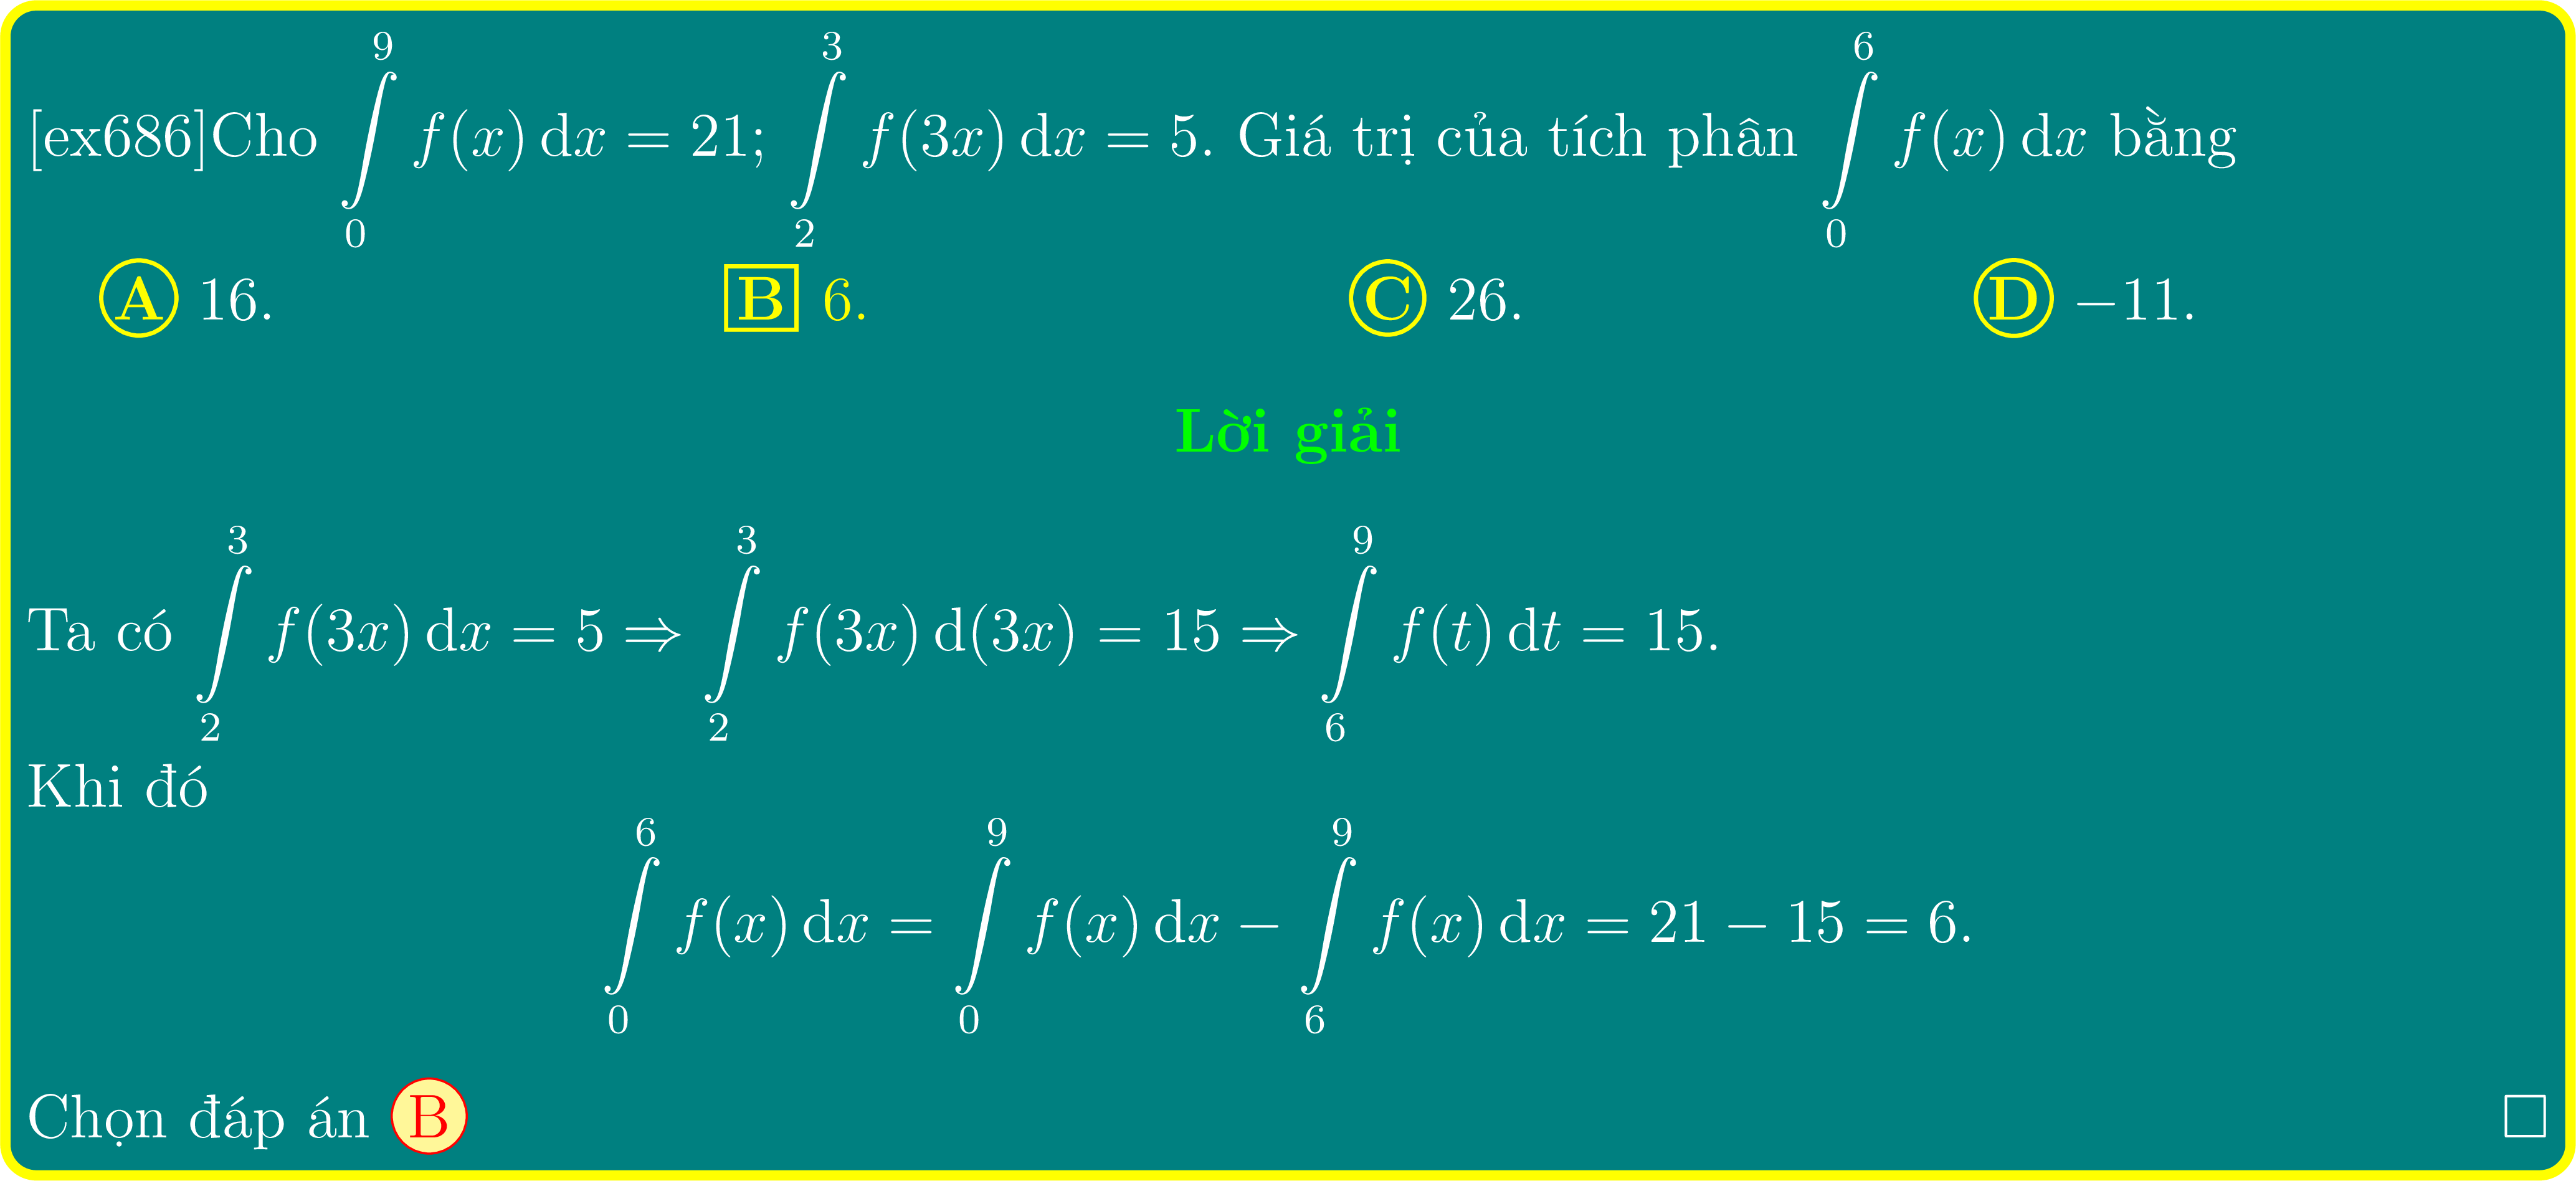 [ex686]Cho $\int\limits_0^9 f(x)\,\mathrm{d}x = 21$; $\int\limits_2^3 f(3x)\,\mathrm{d}x = 5$. Giá trị của tích phân $\int\limits_0^6 f(x)\,\mathrm{d}x$ bằng
A 16. B 6. C 26. D −11.
Lời giải
Ta có $\int\limits_2^3 f(3x)\,\mathrm{d}x = 5 \Rightarrow \int\limits_2^3 f(3x)\,\mathrm{d}(3x) = 15 \Rightarrow \int\limits_6^9 f(t)\,\mathrm{d}t = 15.$
Khi đó
$\int\limits_0^6 f(x)\,\mathrm{d}x = \int\limits_0^9 f(x)\,\mathrm{d}x - \int\limits_6^9 f(x)\,\mathrm{d}x = 21 - 15 = 6.$
Chọn đáp án B □